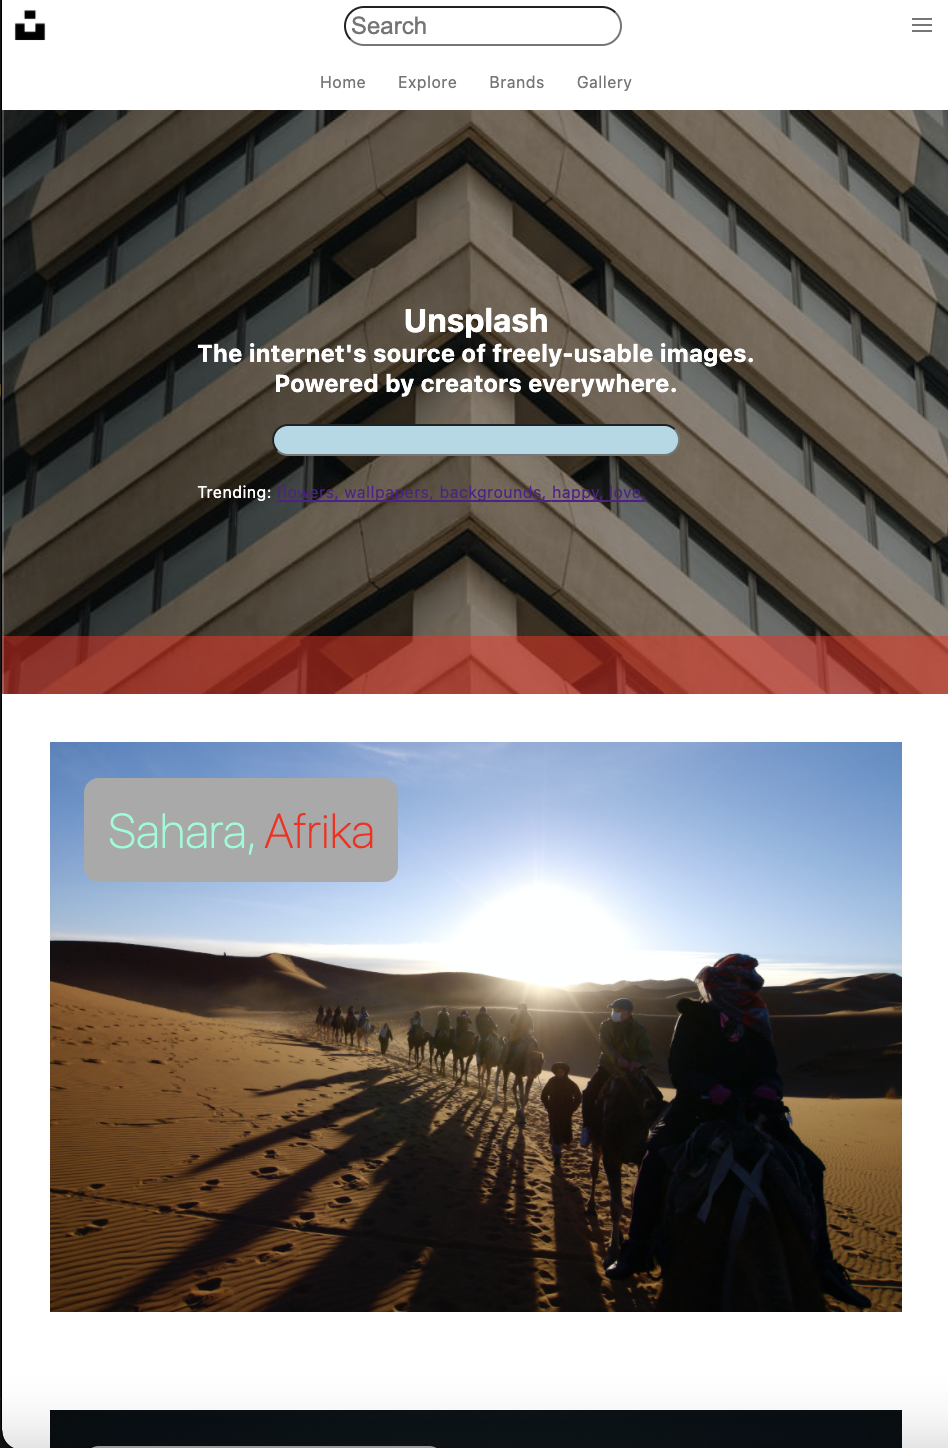 Search
Home Explore Brands Gallery
Unsplash
The internet's source of freely-usable images.
Powered by creators everywhere.
Trending: flowers, wallpapers, backgrounds, happy, love.
Sahara, Afrika